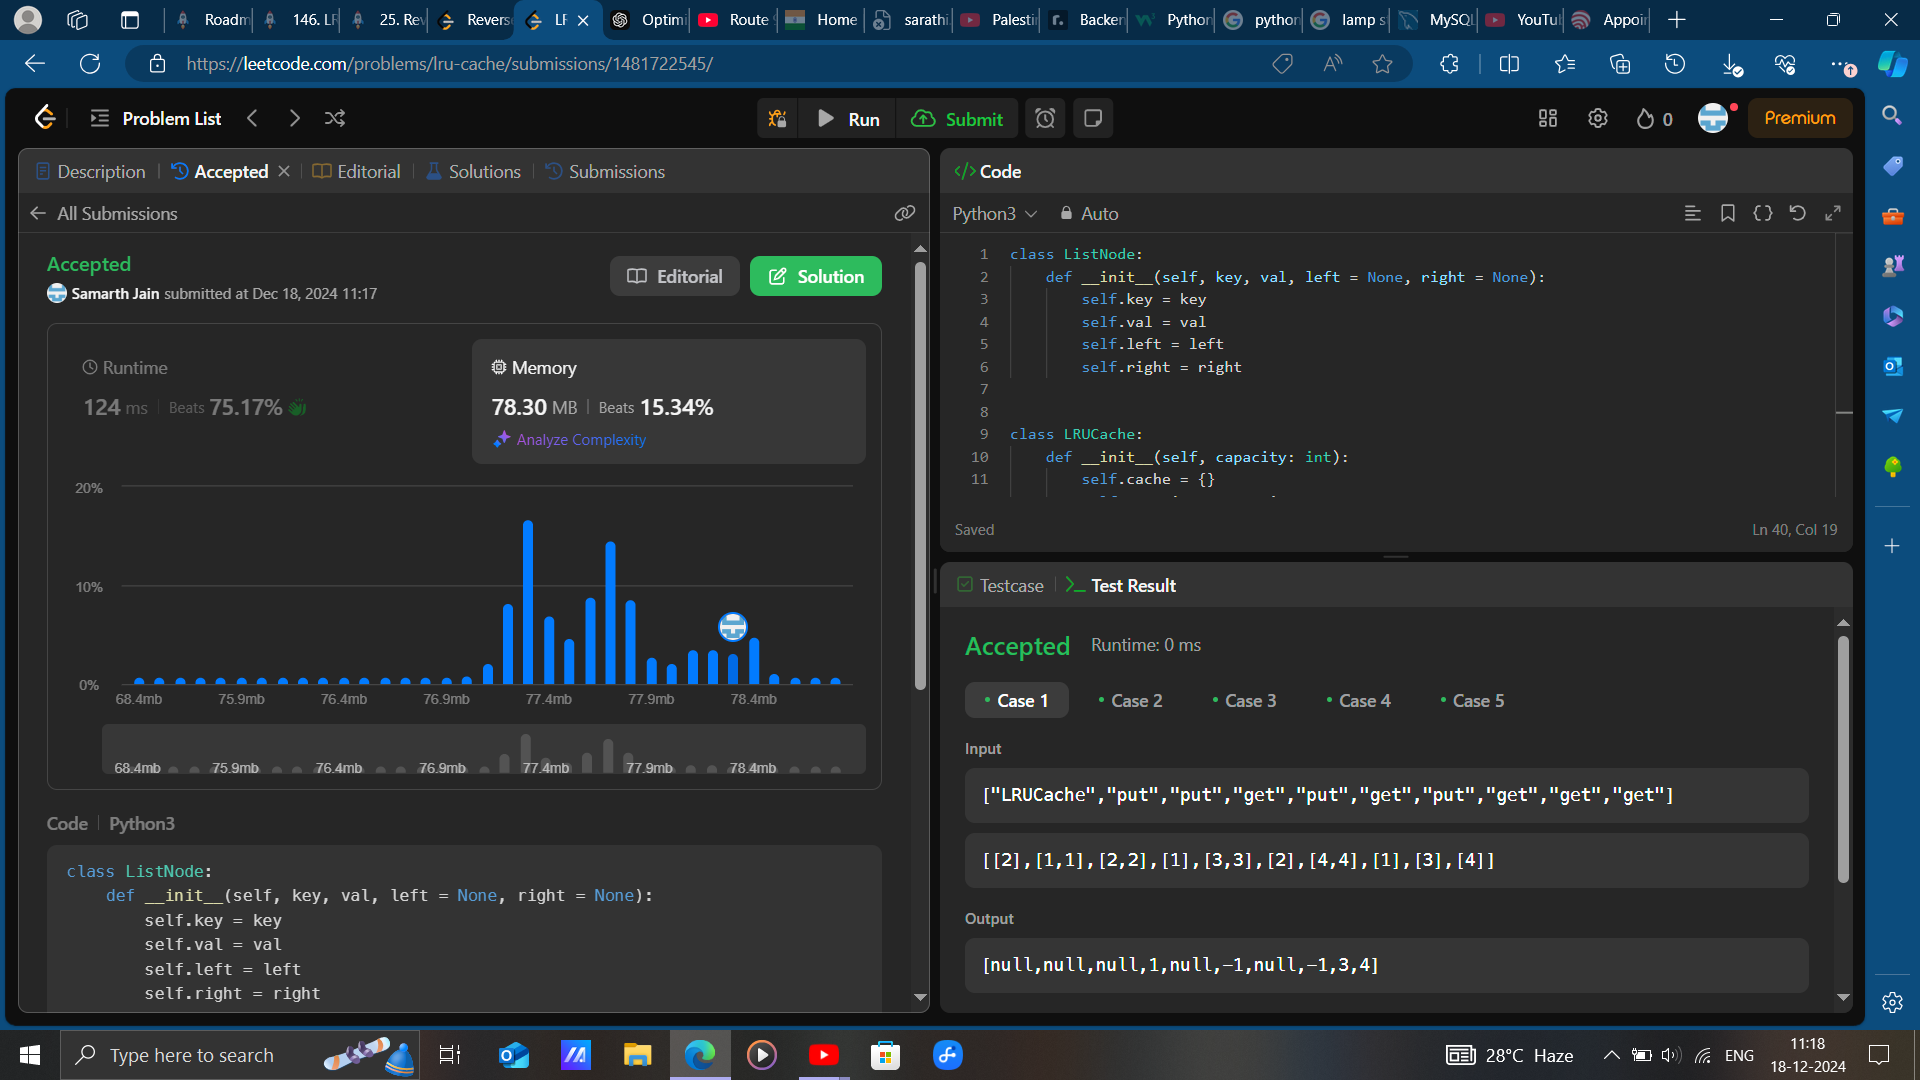 Roadm
146. LR
25. Rev
Reverse
LR
Optimi
Route
Home
sarathi.
Palesti
Backer
Python
python
lamp s
MySQL
YouTu
Appoin
https://leetcode.com/problems/lru-cache/submissions/1481722545/
Problem List
Run
Submit
0
Premium
Description
Accepted
Editorial
Solutions
Submissions
All Submissions
Accepted
Samarth Jain submitted at Dec 18, 2024 11:17
Editorial
Solution
Runtime
124 ms
Beats 75.17%
Memory
78.30 MB
Beats 15.34%
Analyze Complexity
20%
10%
0%
68.4mb
75.9mb
76.4mb
76.9mb
77.4mb
77.9mb
78.4mb
68.4mb
75.9mb
76.4mb
76.9mb
77.4mb
77.9mb
78.4mb
Code
Python3
class ListNode:
def __init__(self, key, val, left = None, right = None):
self.key = key
self.val = val
self.left = left
self.right = right
</> Code
Python3
Auto
1 class ListNode:
2 def __init__(self, key, val, left = None, right = None):
3 self.key = key
4 self.val = val
5 self.left = left
6 self.right = right
7
8
9 class LRUCache:
10 def __init__(self, capacity: int):
11 self.cache = {}
Saved
Ln 40, Col 19
Testcase
Test Result
Accepted
Runtime: 0 ms
Case 1
Case 2
Case 3
Case 4
Case 5
Input
["LRUCache","put","put","get","put","get","put","get","get","get"]
[[2],[1,1],[2,2],[1],[3,3],[2],[4,4],[1],[3],[4]]
Output
[null,null,null,1,null,-1,null,-1,3,4]
Type here to search
28°C Haze
ENG
11:18
18-12-2024